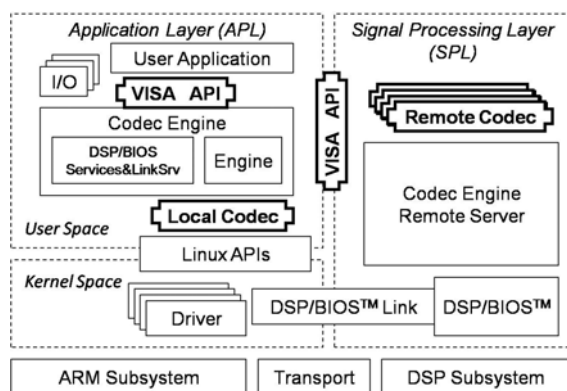 Application Layer (APL)
Signal Processing Layer
(SPL)
User Application
I/O
VISA API
VISA API
Remote Codec
Codec Engine
DSP/BIOS
Services&LinkSrv
Engine
Codec Engine
Remote Server
Local Codec
User Space
Linux APIs
Kernel Space
Driver
DSP/BIOS™ Link
DSP/BIOS™
ARM Subsystem
Transport
DSP Subsystem